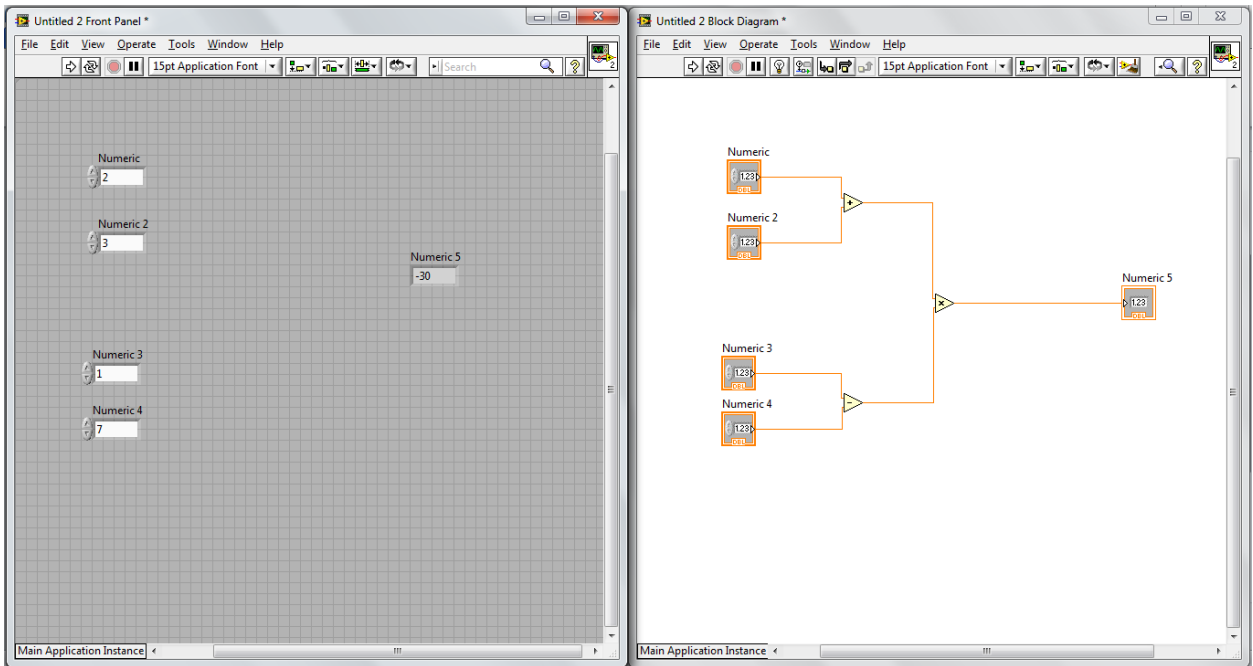 Untitled 2 Front Panel *
File Edit View Operate Tools Window Help
15pt Application Font
Search
2
Numeric
2
Numeric 2
3
Numeric 5
-30
Numeric 3
1
Numeric 4
7
Main Application Instance
Untitled 2 Block Diagram *
File Edit View Operate Tools Window Help
15pt Application Font
2
Numeric
1.23
DBL
+
Numeric 2
1.23
DBL
Numeric 5
x
1.23
DBL
Numeric 3
1.23
DBL
Numeric 4
-
1.23
DBL
Main Application Instance